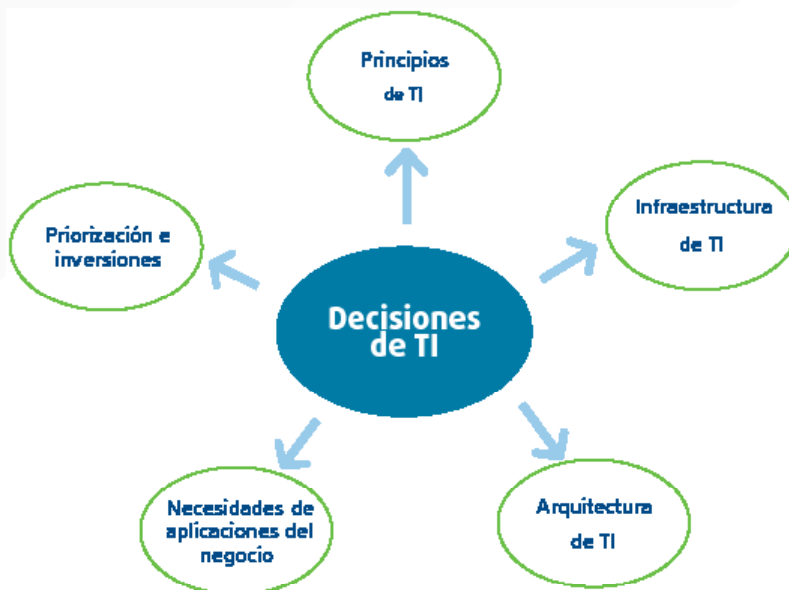 Principios
de TI
Infraestructura
de TI
Priorización e
inversiones
Decisiones
de TI
Necesidades de
aplicaciones del
negocio
Arquitectura
de TI